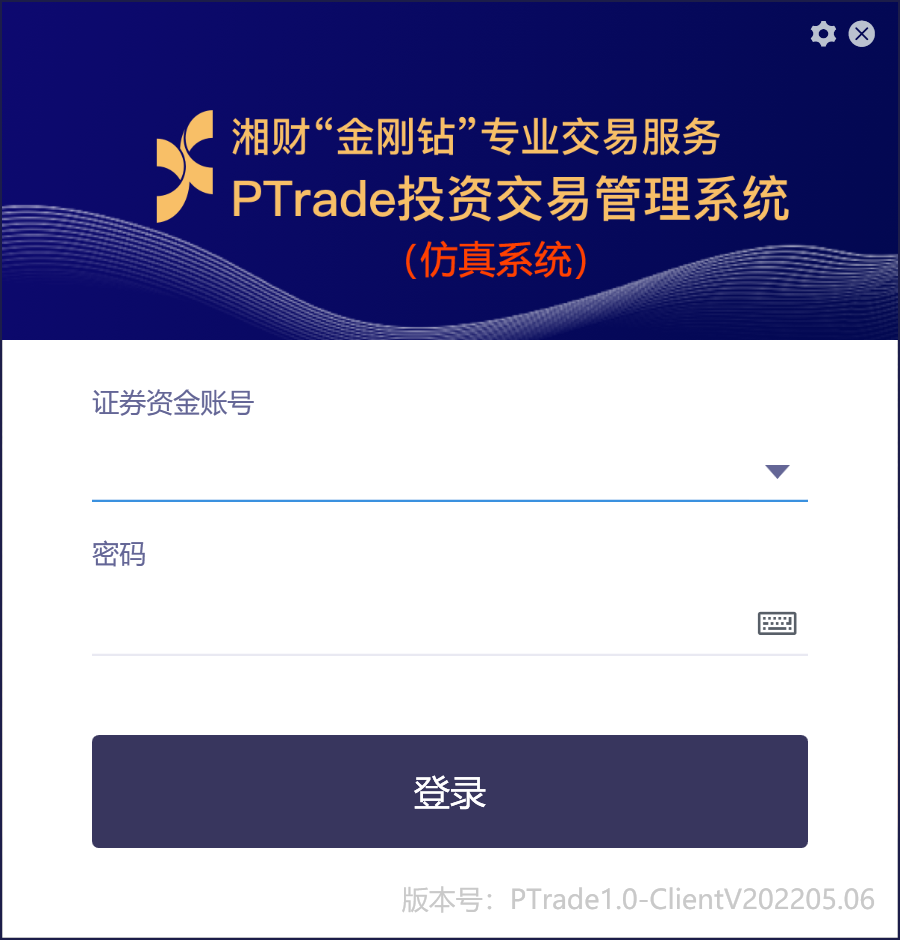 湘财“金刚钻”专业交易服务
PTrade投资交易管理系统
（仿真系统）
证券资金账号
密码
登录
版本号：PTrade1.0-ClientV202205.06